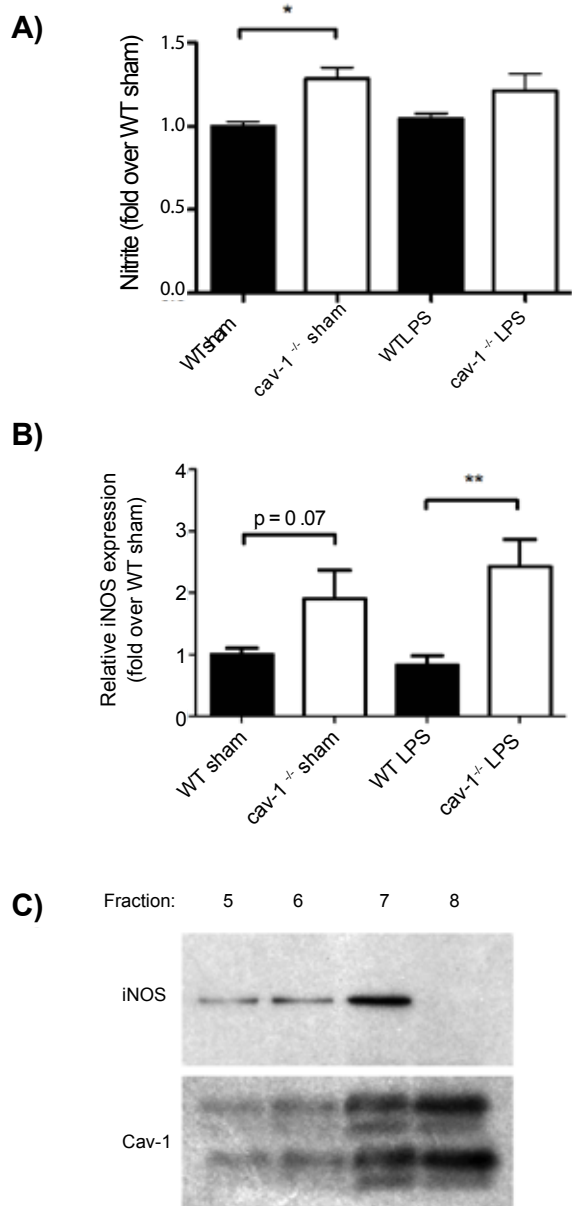 A)
*
Nitrite (fold over WT sham)
1.5
1.0
0.5
0.0
WTsham
cav-1 -/- sham
WTLPS
cav-1 -/- LPS
B)
Relative iNOS expression
(fold over WT sham)
4
3
2
1
0
p = 0 .07
**
WT sham
cav-1 -/- sham
WT LPS
cav-1 -/- LPS
C)
Fraction: 5 6 7 8
iNOS
Cav-1